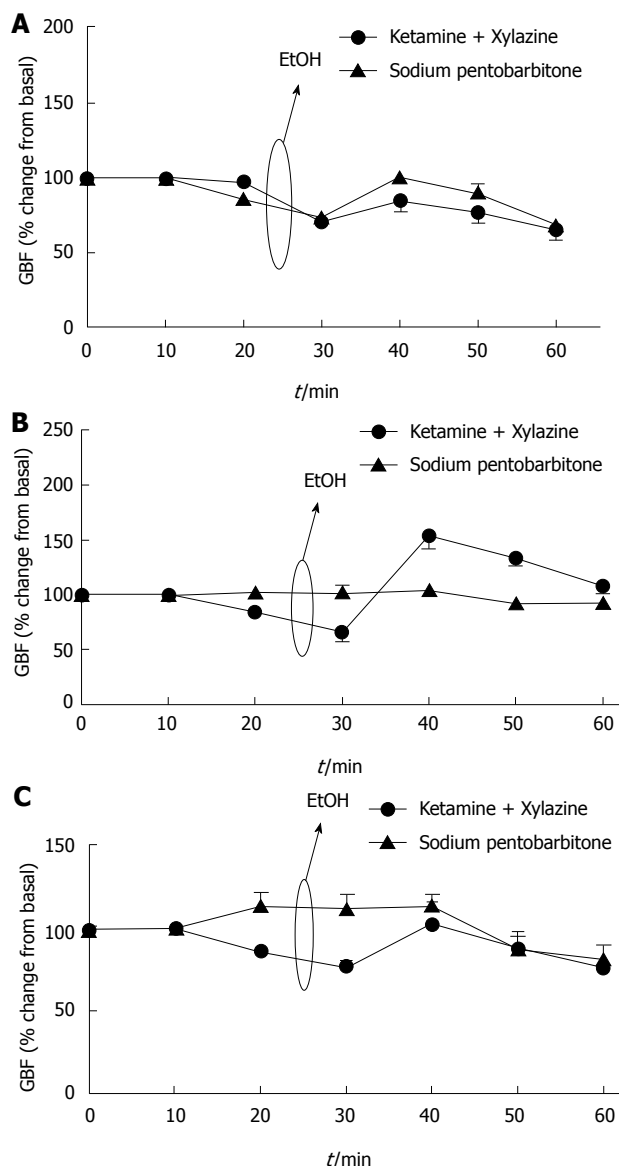 A
200
150
100
50
0
GBF (% change from basal)
EtOH
Ketamine + Xylazine
Sodium pentobarbitone
0 10 20 30 40 50 60
t/min
B
250
200
150
100
50
0
GBF (% change from basal)
EtOH
Ketamine + Xylazine
Sodium pentobarbitone
0 10 20 30 40 50 60
t/min
C
150
100
50
0
GBF (% change from basal)
EtOH
Ketamine + Xylazine
Sodium pentobarbitone
0 10 20 30 40 50 60
t/min